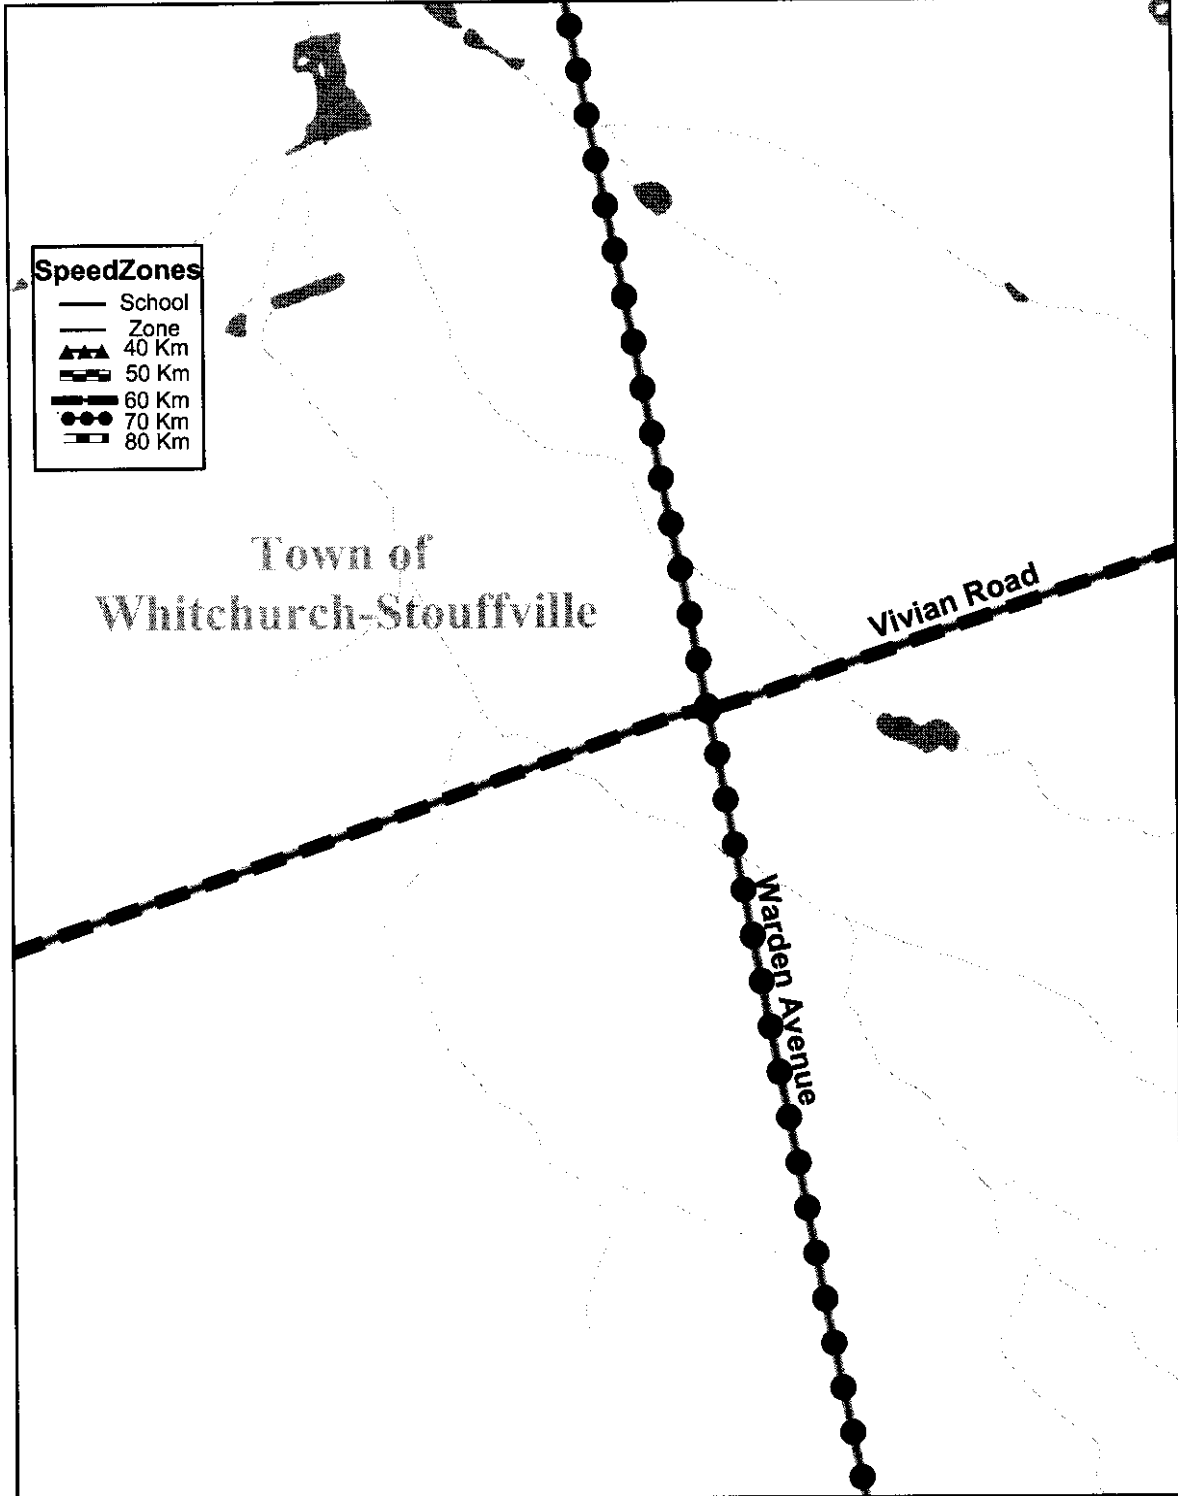 SpeedZones
School
Zone
40 Km
50 Km
60 Km
70 Km
80 Km
Town of
Whitchurch-Stouffville
Vivian Road
Warden Avenue